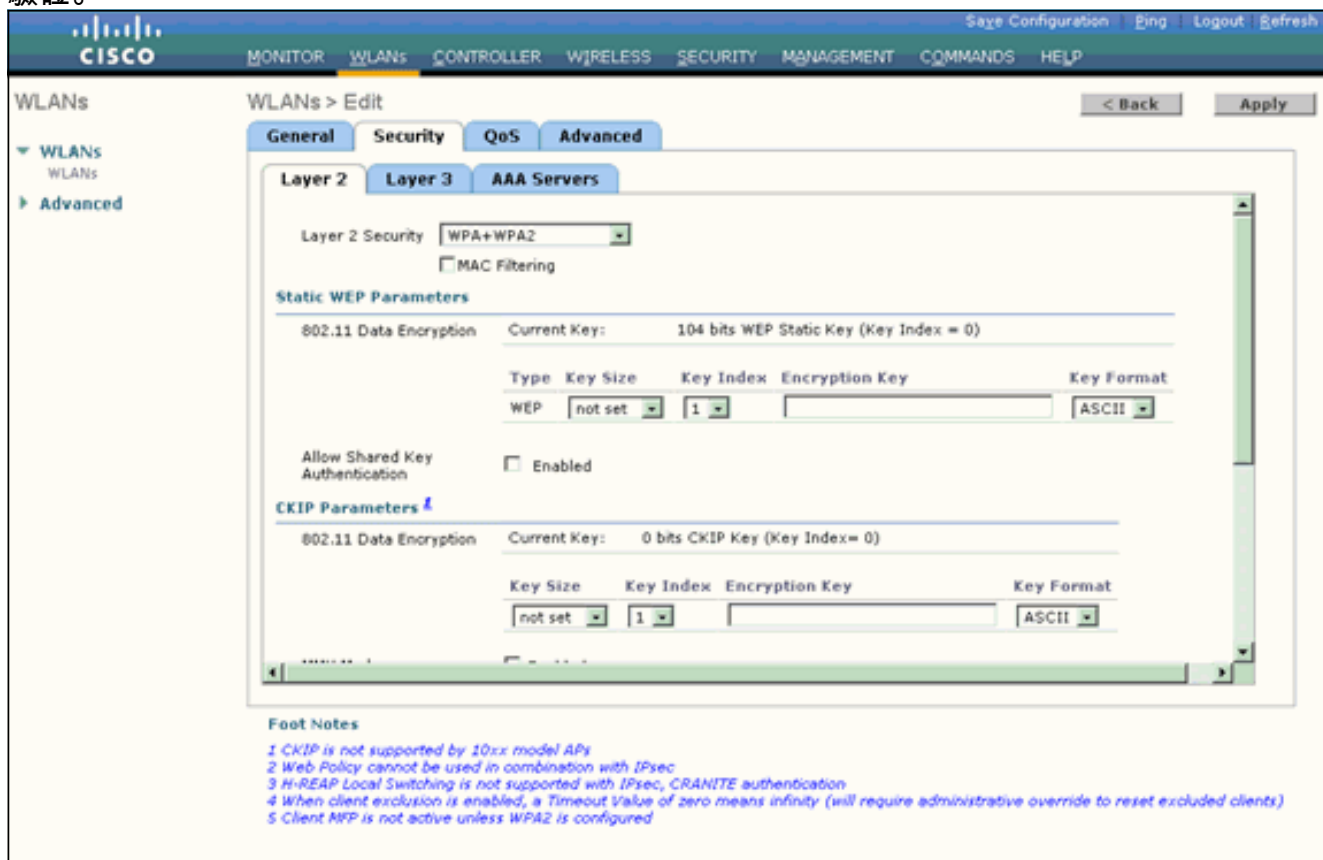 驗證。
Save Configuration | Ping | Logout | Refresh
CISCO
MONITOR WLANs CONTROLLER WIRELESS SECURITY MANAGEMENT COMMANDS HELP
WLANs
WLANs > Edit
< Back
Apply
WLANs
WLANs
Advanced
General Security QoS Advanced
Layer 2 Layer 3 AAA Servers
Layer 2 Security WPA+WPA2
MAC Filtering
Static WEP Parameters
802.11 Data Encryption Current Key: 104 bits WEP Static Key (Key Index = 0)
Type Key Size Key Index Encryption Key Key Format
WEP not set 1 ASCII
Allow Shared Key Authentication Enabled
CKIP Parameters 1
802.11 Data Encryption Current Key: 0 bits CKIP Key (Key Index= 0)
Key Size Key Index Encryption Key Key Format
not set 1 ASCII
Foot Notes
1 CKIP is not supported by 10xx model APs
2 Web Policy cannot be used in combination with IPsec
3 H-REAP Local Switching is not supported with IPsec, CRANITE authentication
4 When client exclusion is enabled, a Timeout Value of zero means infinity (will require administrative override to reset excluded clients)
5 Client MFP is not active unless WPA2 is configured